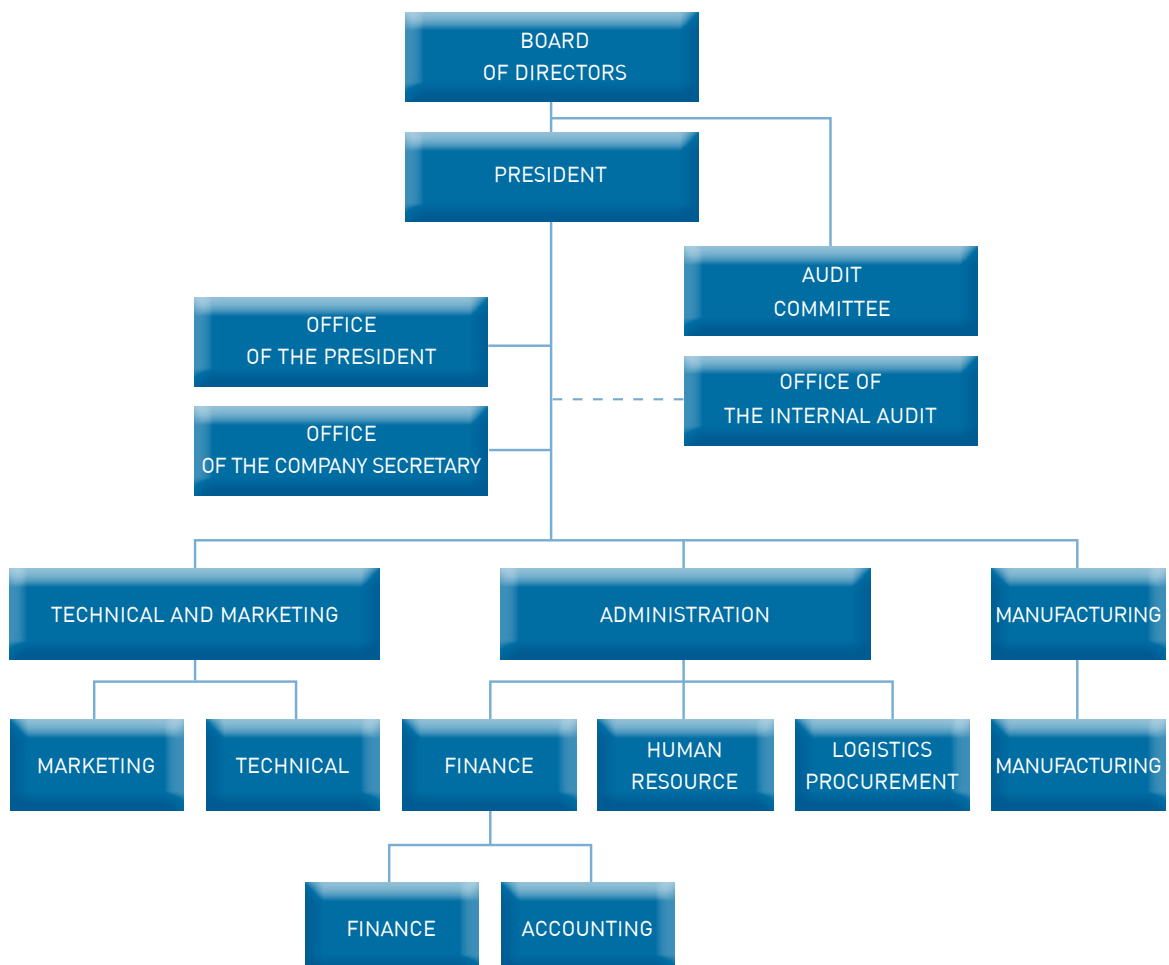 BOARD
OF DIRECTORS
PRESIDENT
AUDIT
COMMITTEE
OFFICE
OF THE PRESIDENT
OFFICE OF
THE INTERNAL AUDIT
OFFICE
OF THE COMPANY SECRETARY
TECHNICAL AND MARKETING
ADMINISTRATION
MANUFACTURING
MARKETING
TECHNICAL
FINANCE
HUMAN
RESOURCE
LOGISTICS
PROCUREMENT
MANUFACTURING
FINANCE
ACCOUNTING